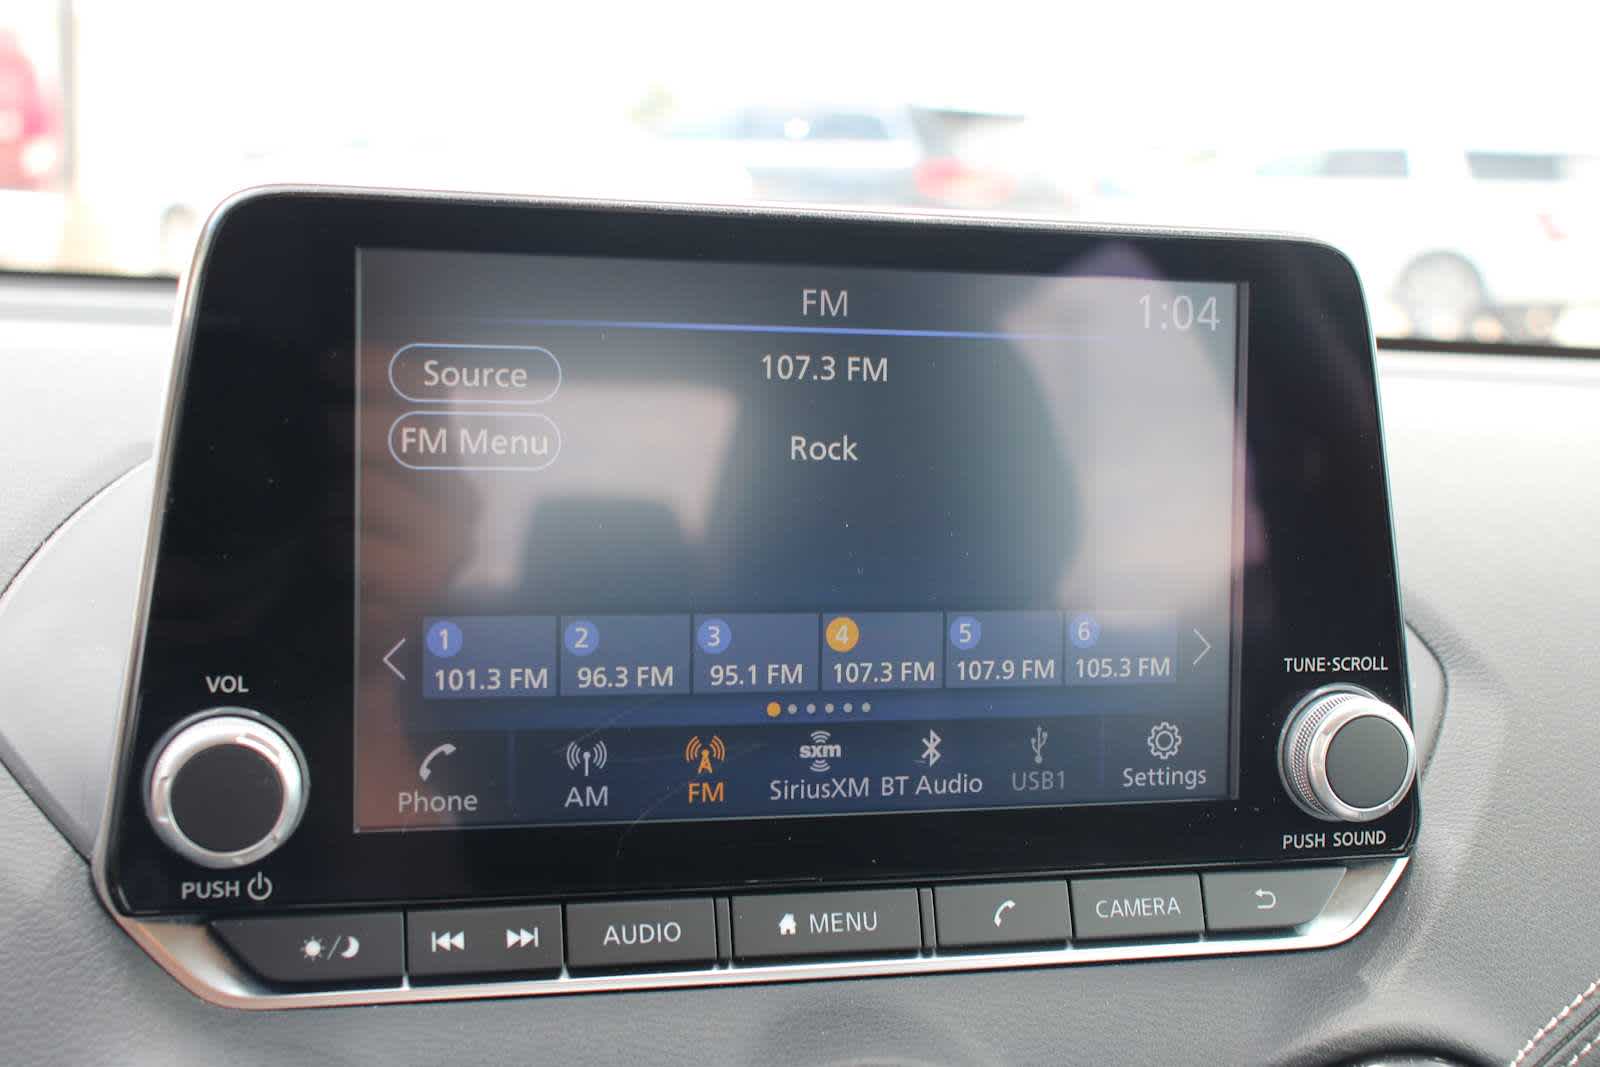 FM
1:04
Source
107.3 FM
FM Menu
Rock
1 2 3 4 5 6
101.3 FM 96.3 FM 95.1 FM 107.3 FM 107.9 FM 105.3 FM
sxm
Phone AM FM SiriusXM BT Audio USB1 Settings
VOL
PUSH
TUNE·SCROLL
PUSH SOUND
AUDIO MENU CAMERA